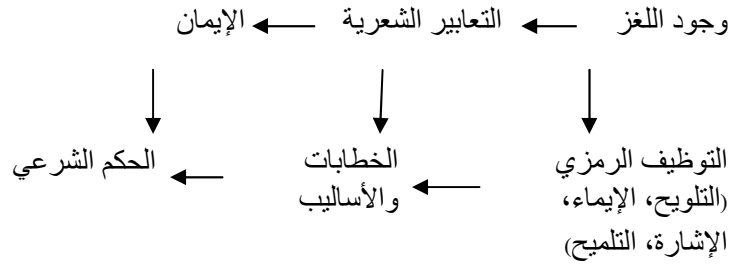 وجود اللغز
التعابير الشعرية
الإيمان
التوظيف الرمزي
(التلويح، الإيماء،
الإشارة، التلميح)
الخطابات
والأساليب
الحكم الشرعي